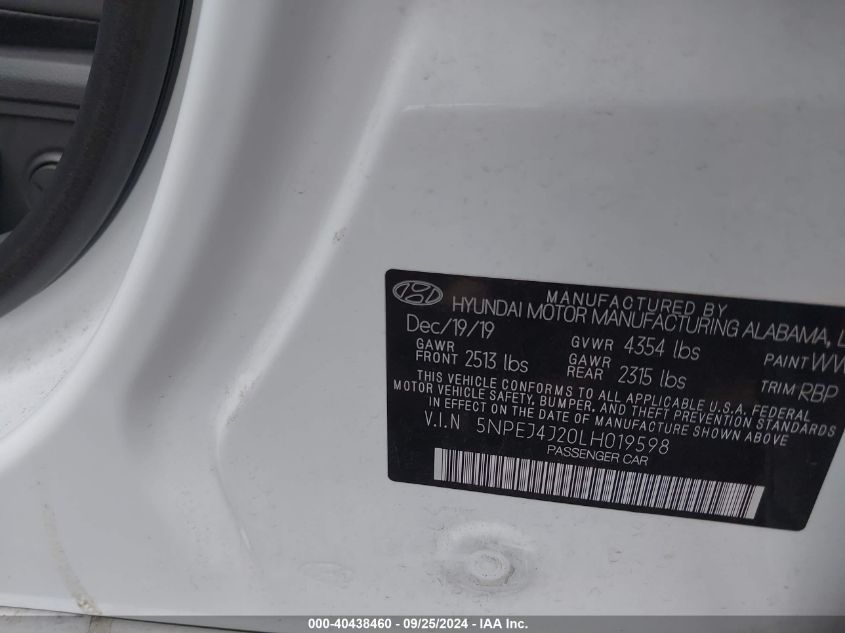 MANUFACTURED BY
HYUNDAI MOTOR MANUFACTURING ALABAMA,
Dec/19/19
GVWR 4354 lbs
PAINT
GAWR FRONT 2513 lbs
GAWR REAR 2315 lbs
TRIM RBP
THIS VEHICLE CONFORMS TO ALL APPLICABLE U.S.A. FEDERAL
MOTOR VEHICLE SAFETY, BUMPER, AND THEFT PREVENTION STANDARDS
IN EFFECT ON THE DATE OF MANUFACTURE SHOWN ABOVE
V.I.N 5NPEJ4J20LH019598
PASSENGER CAR
000-40438460 - 09/25/2024 - IAA Inc.